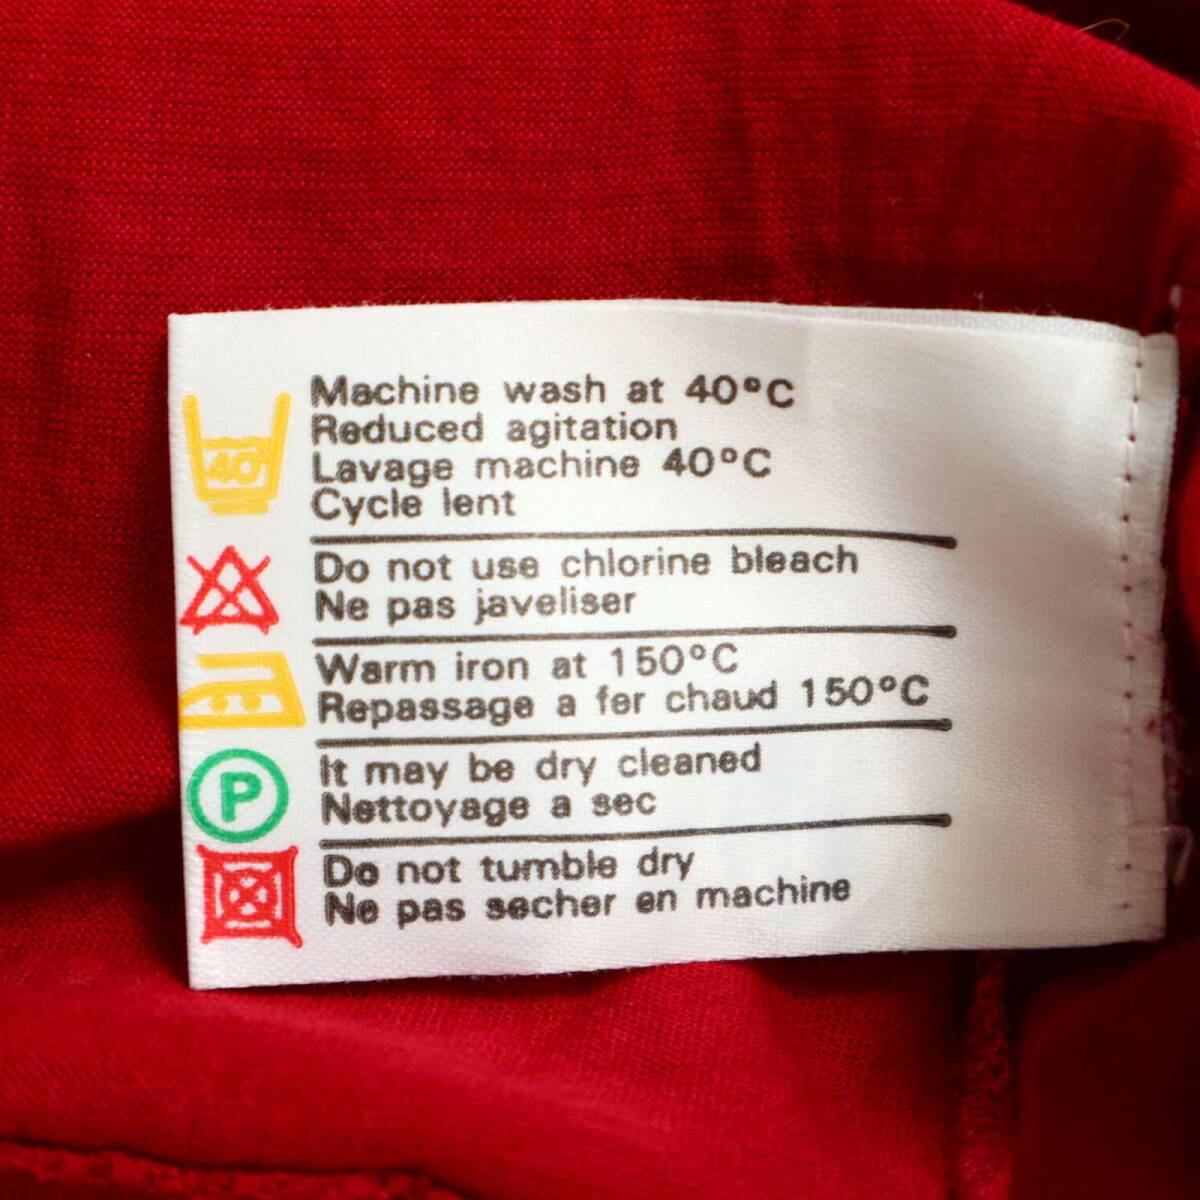 Machine wash at 40°C
Reduced agitation
Lavage machine 40°C
Cycle lent
40
Do not use chlorine bleach
Ne pas javeliser
Warm iron at 150°C
Repassage a fer chaud 150°C
It may be dry cleaned
Nettoyage a sec
P
Do not tumble dry
Ne pas secher en machine